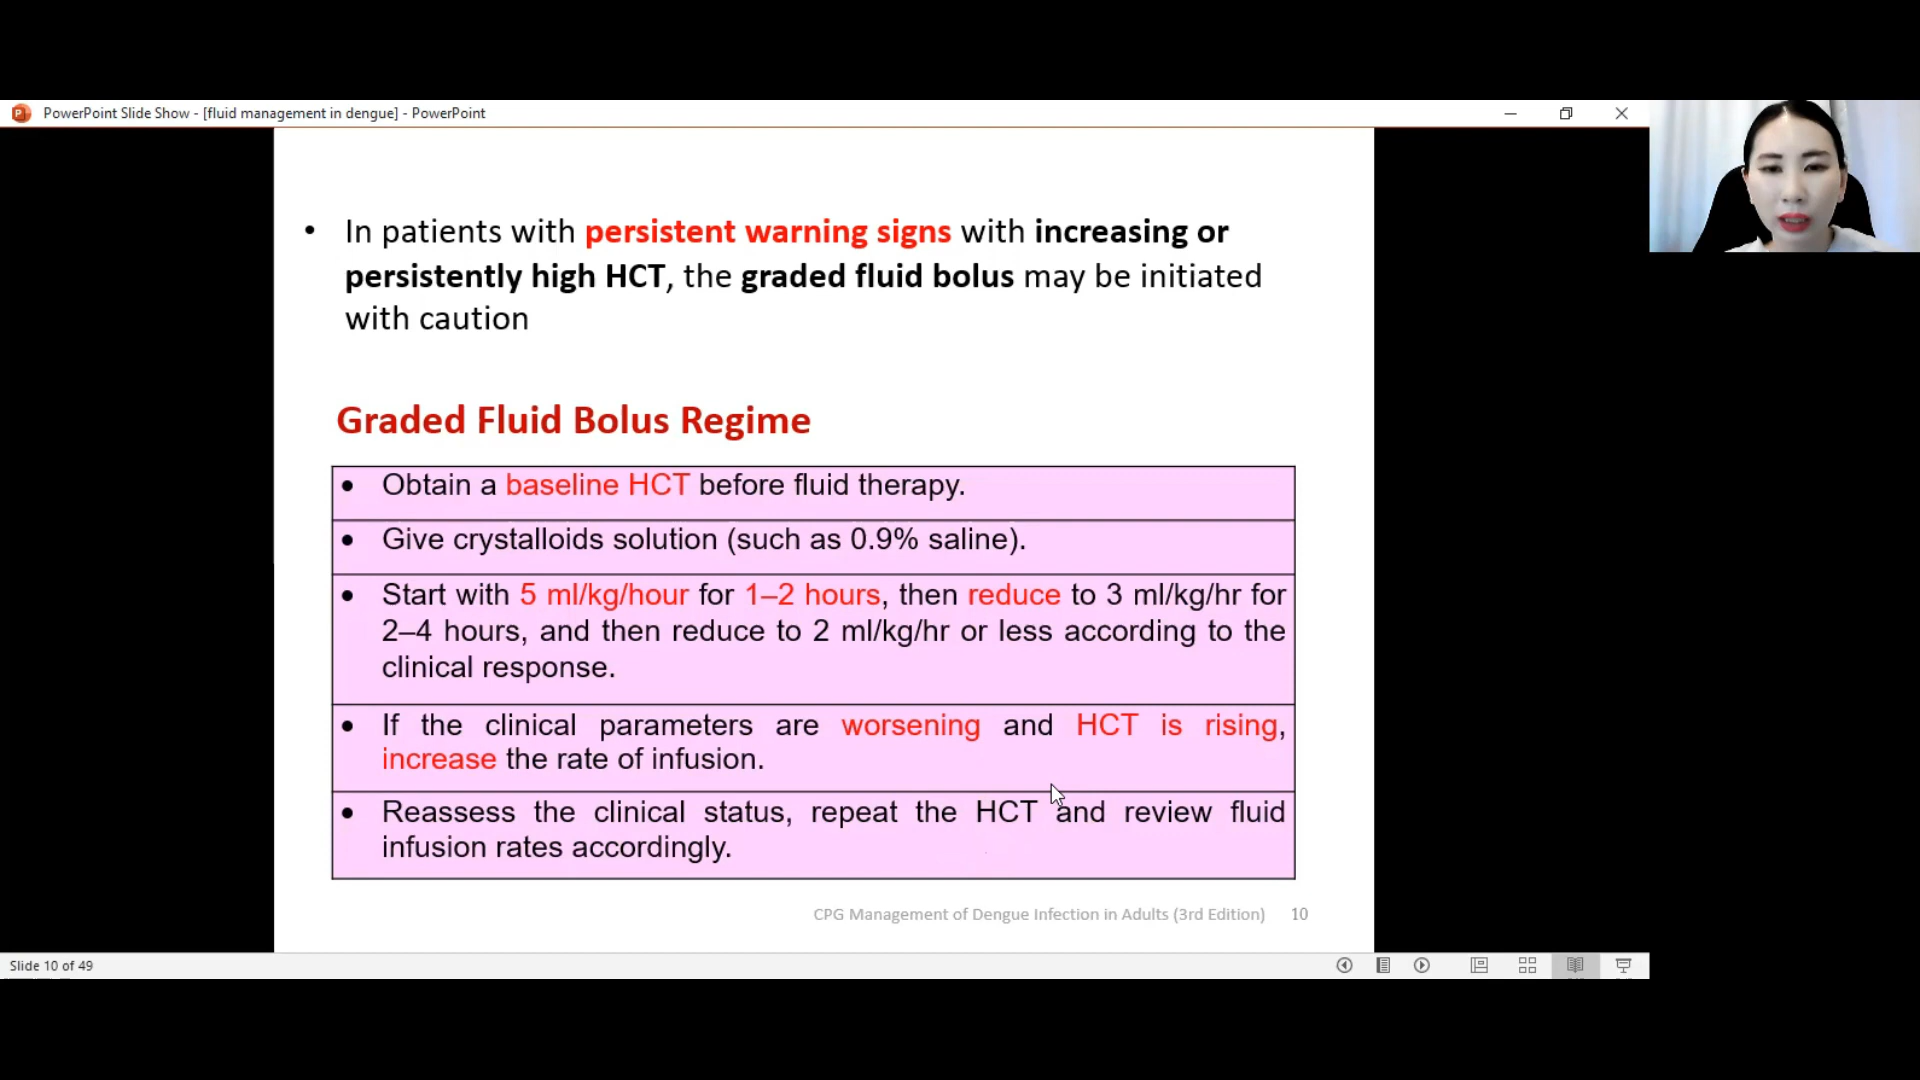 PowerPoint Slide Show - [fluid management in dengue] - PowerPoint
• In patients with persistent warning signs with increasing or
persistently high HCT, the graded fluid bolus may be initiated
with caution
Graded Fluid Bolus Regime
• Obtain a baseline HCT before fluid therapy.
• Give crystalloids solution (such as 0.9% saline).
• Start with 5 ml/kg/hour for 1–2 hours, then reduce to 3 ml/kg/hr for
2–4 hours, and then reduce to 2 ml/kg/hr or less according to the
clinical response.
• If the clinical parameters are worsening and HCT is rising,
increase the rate of infusion.
• Reassess the clinical status, repeat the HCT and review fluid
infusion rates accordingly.
CPG Management of Dengue Infection in Adults (3rd Edition) 10
Slide 10 of 49